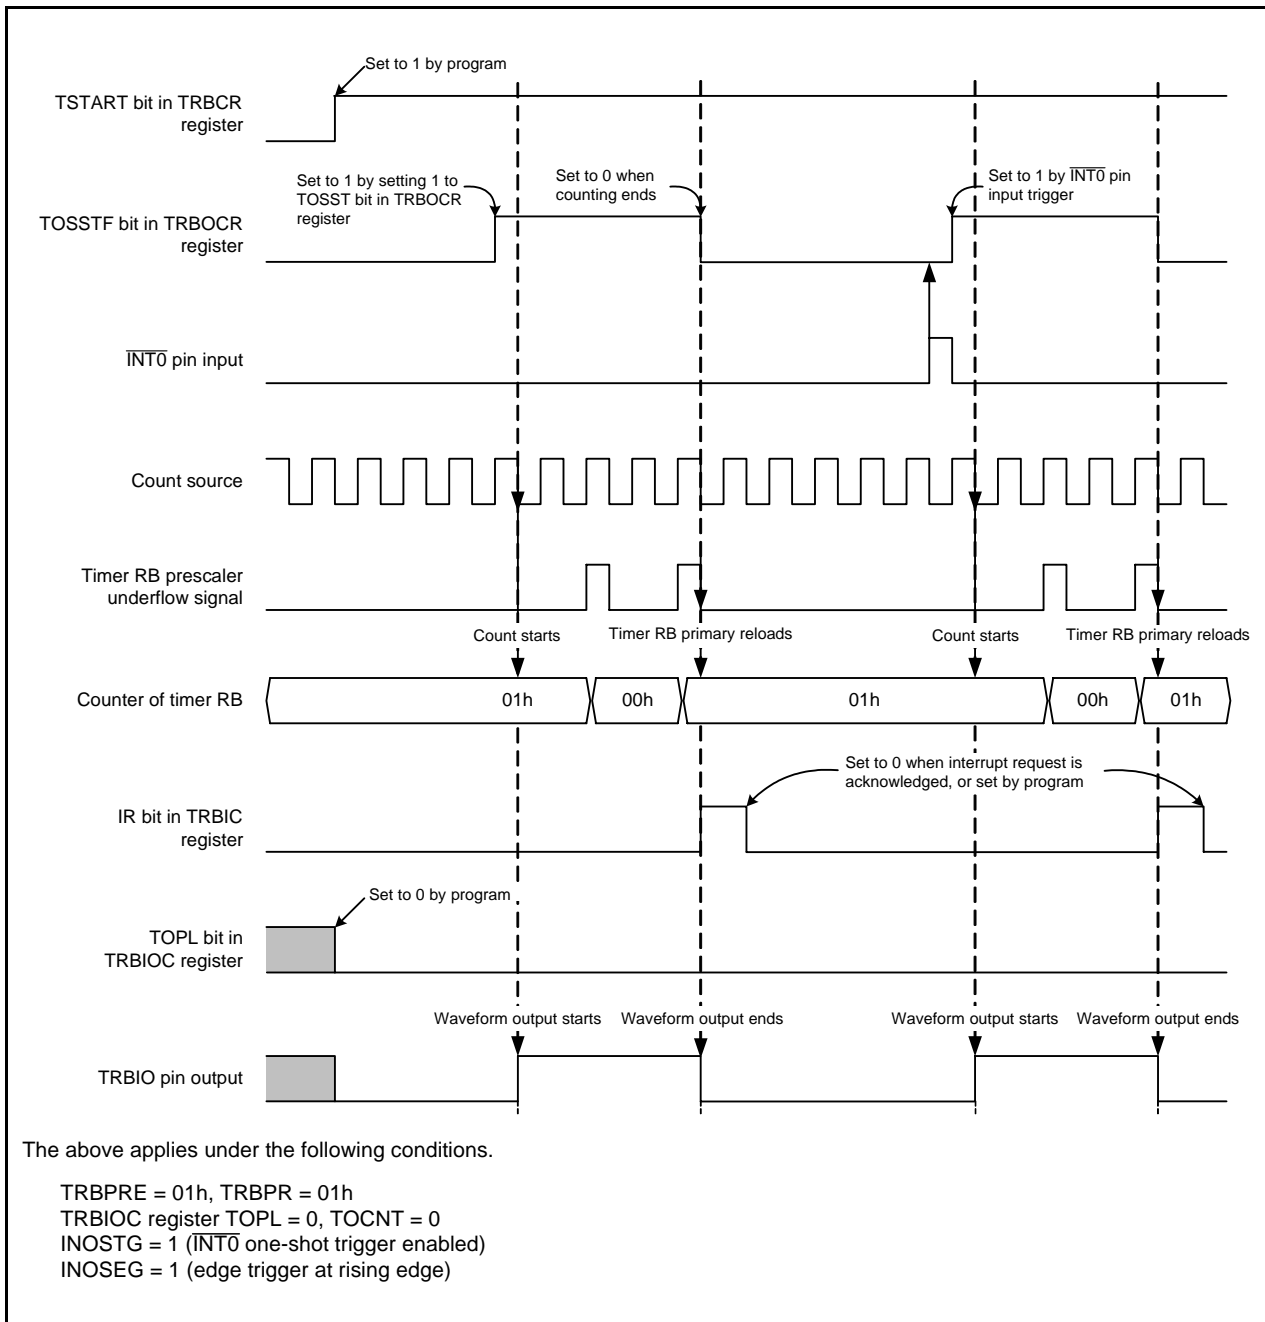 Set to 1 by program
TSTART bit in TRBCR
register
Set to 1 by setting 1 to
TOSST bit in TRBOCR
register
Set to 0 when
counting ends
Set to 1 by INT0 pin
input trigger
TOSSTF bit in TRBOCR
register
INT0 pin input
Count source
Timer RB prescaler
underflow signal
Count starts
Timer RB primary reloads
Count starts
Timer RB primary reloads
Counter of timer RB
01h
00h
01h
00h
01h
Set to 0 when interrupt request is
acknowledged, or set by program
IR bit in TRBIC
register
Set to 0 by program
TOPL bit in
TRBIOC register
Waveform output starts
Waveform output ends
Waveform output starts
Waveform output ends
TRBIO pin output
The above applies under the following conditions.
TRBPRE = 01h, TRBPR = 01h
TRBIOC register TOPL = 0, TOCNT = 0
INOSTG = 1 (INT0 one-shot trigger enabled)
INOSEG = 1 (edge trigger at rising edge)